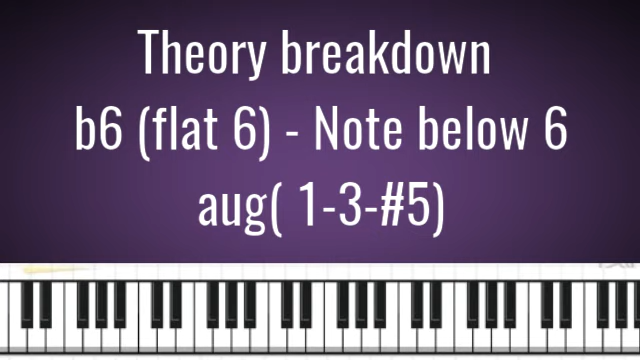 Theory breakdown
b6 (flat 6) - Note below 6
aug( 1-3-#5)